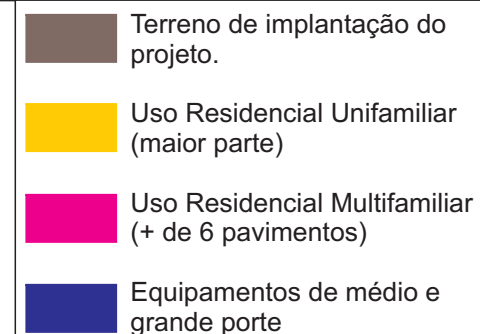 Terreno de implantação do
projeto.
Uso Residencial Unifamiliar
(maior parte)
Uso Residencial Multifamiliar
(+ de 6 pavimentos)
Equipamentos de médio e
grande porte